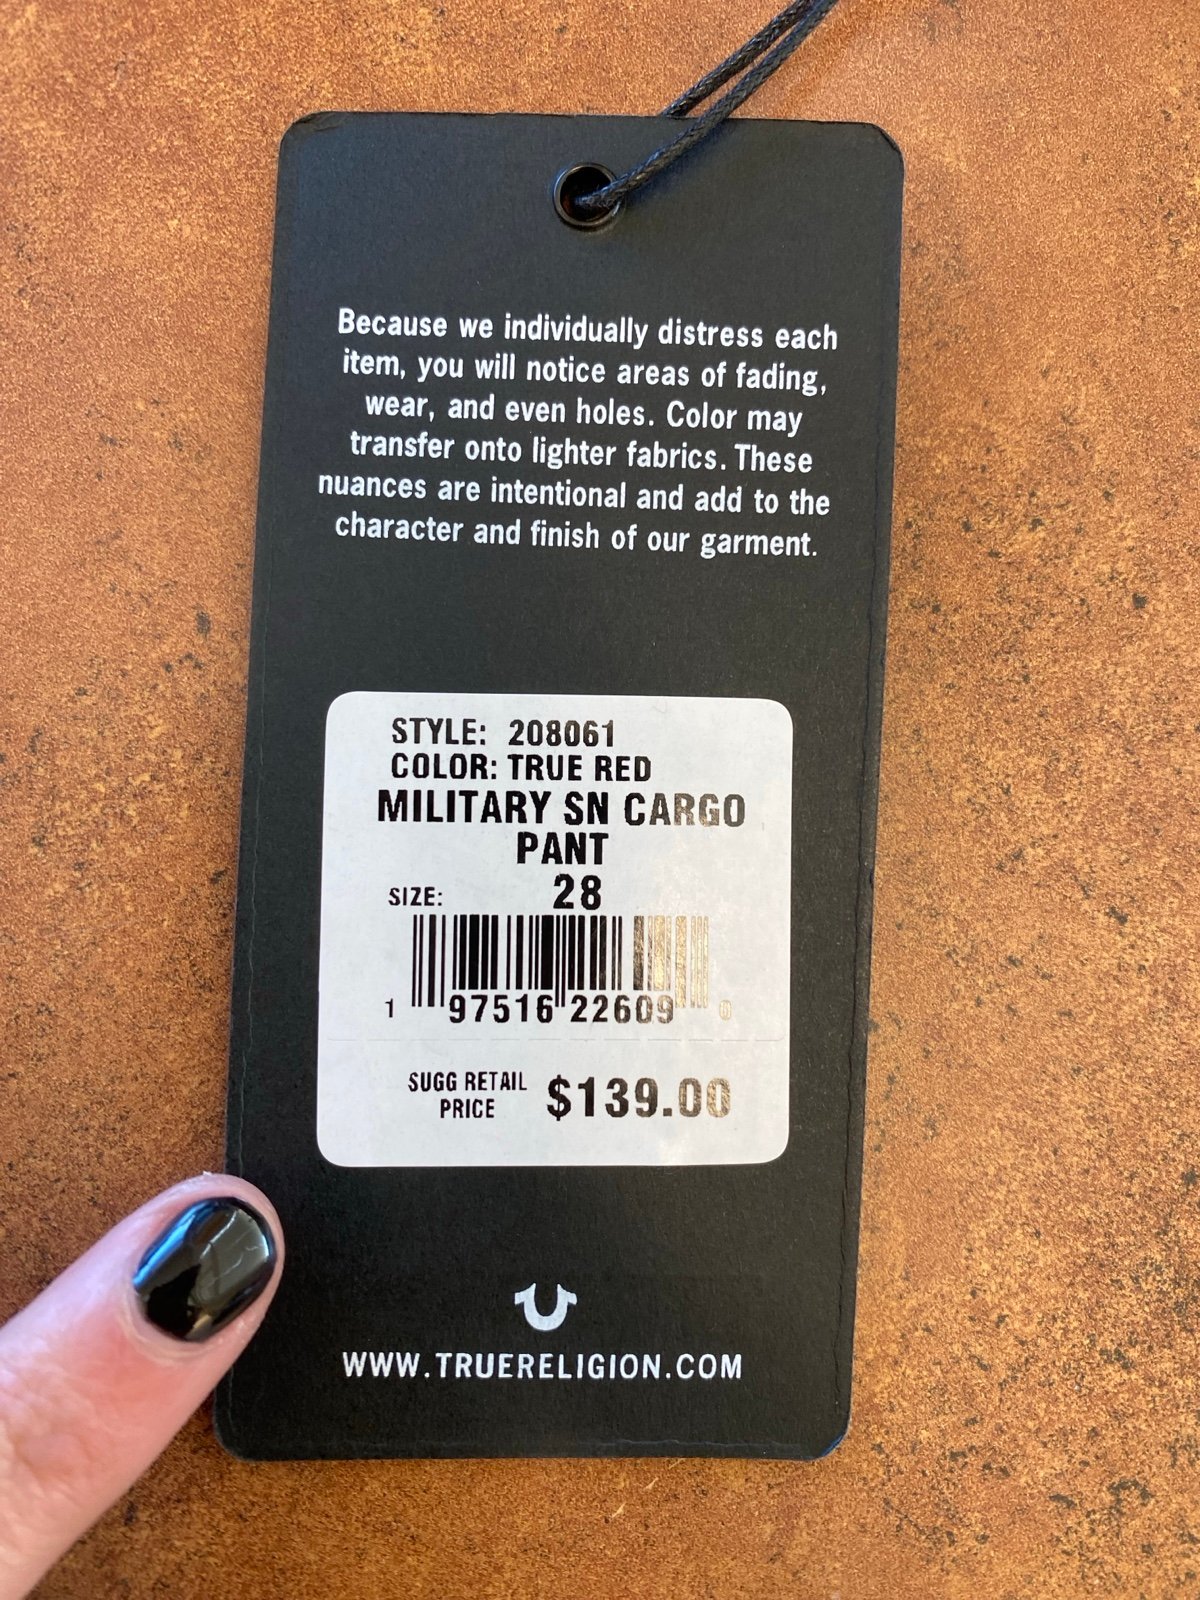 Because we individually distress each
item, you will notice areas of fading,
wear, and even holes. Color may
transfer onto lighter fabrics. These
nuances are intentional and add to the
character and finish of our garment.
STYLE: 208061
COLOR: TRUE RED
MILITARY SN CARGO
PANT
SIZE: 28
1 97516 22609
SUGG RETAIL
PRICE $139.00
WWW.TRUERELIGION.COM